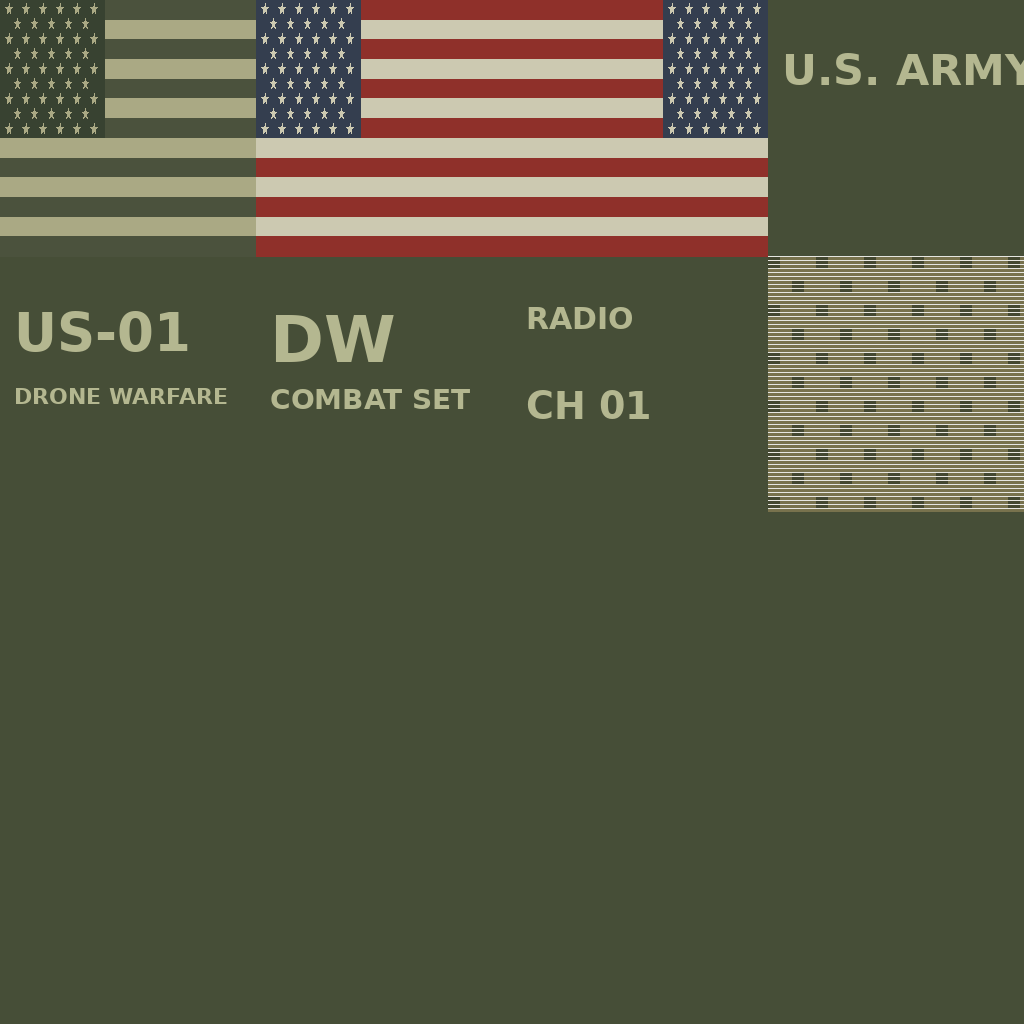 U.S. ARMY
US-01
DRONE WARFARE
DW
COMBAT SET
RADIO
CH 01